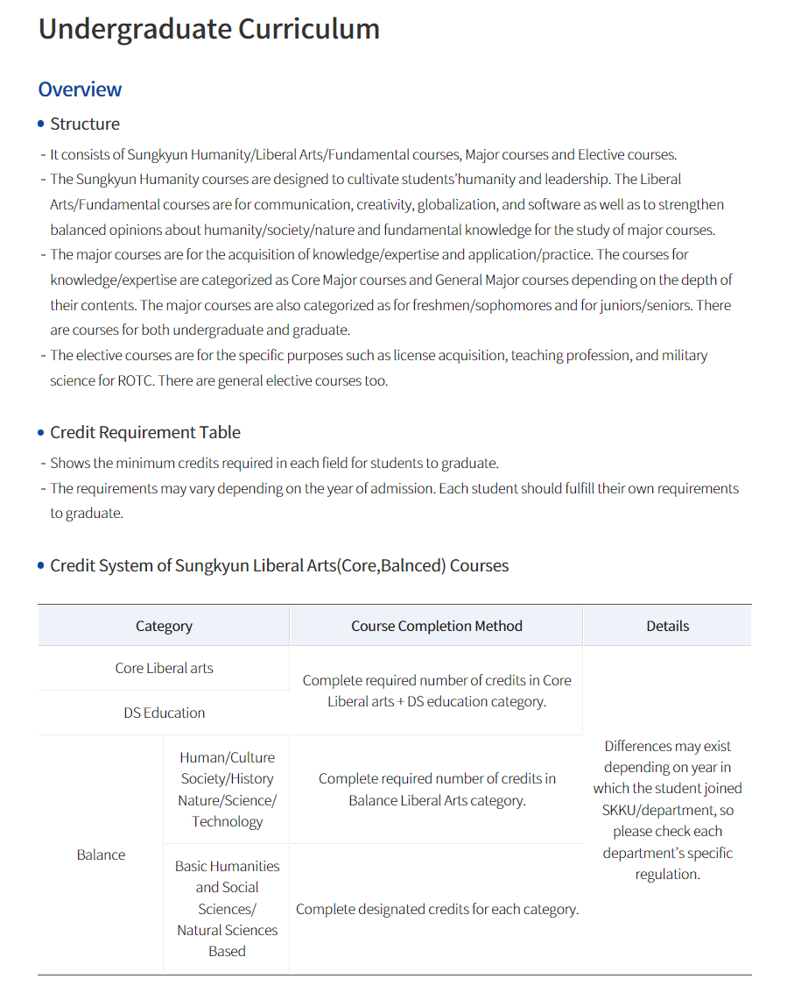 Undergraduate Curriculum
Overview
• Structure
- It consists of Sungkyun Humanity/Liberal Arts/Fundamental courses, Major courses and Elective courses.
- The Sungkyun Humanity courses are designed to cultivate students'humanity and leadership. The Liberal
Arts/Fundamental courses are for communication, creativity, globalization, and software as well as to strengthen
balanced opinions about humanity/society/nature and fundamental knowledge for the study of major courses.
- The major courses are for the acquisition of knowledge/expertise and application/practice. The courses for
knowledge/expertise are categorized as Core Major courses and General Major courses depending on the depth of
their contents. The major courses are also categorized as for freshmen/sophomores and for juniors/seniors. There
are courses for both undergraduate and graduate.
- The elective courses are for the specific purposes such as license acquisition, teaching profession, and military
science for ROTC. There are general elective courses too.
• Credit Requirement Table
- Shows the minimum credits required in each field for students to graduate.
- The requirements may vary depending on the year of admission. Each student should fulfill their own requirements
to graduate.
• Credit System of Sungkyun Liberal Arts(Core,Balnced) Courses
Category
Course Completion Method
Details
Core Liberal arts
DS Education
Complete required number of credits in Core
Liberal arts + DS education category.
Balance
Human/Culture
Society/History
Nature/Science/
Technology
Complete required number of credits in
Balance Liberal Arts category.
Basic Humanities
and Social
Sciences/
Natural Sciences
Based
Complete designated credits for each category.
Differences may exist
depending on year in
which the student joined
SKKU/department, so
please check each
department's specific
regulation.